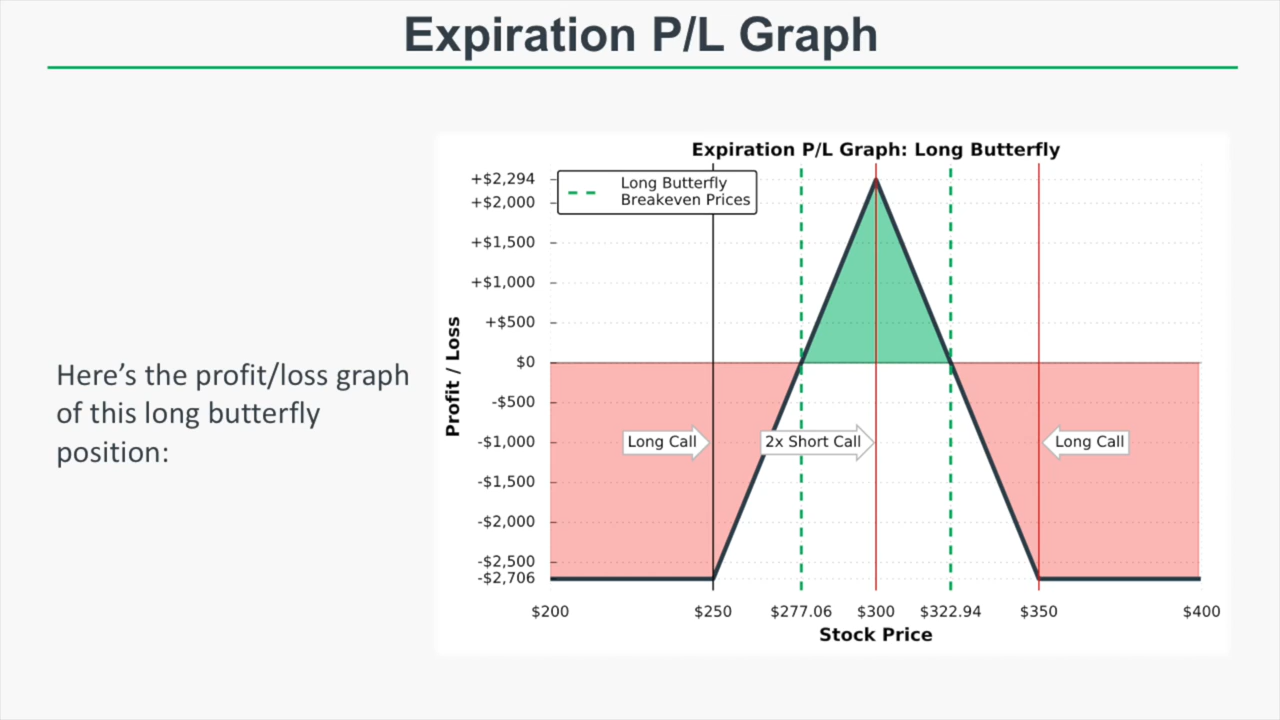 Expiration P/L Graph
Here's the profit/loss graph
of this long butterfly
position:
Expiration P/L Graph: Long Butterfly
Long Butterfly
Breakeven Prices
+$2,294
+$2,000
+$1,500
+$1,000
+$500
$0
-$500
-$1,000
-$1,500
-$2,000
-$2,500
-$2,706
Profit / Loss
Long Call
2x Short Call
Long Call
$200
$250
$277.06
$300
$322.94
$350
$400
Stock Price